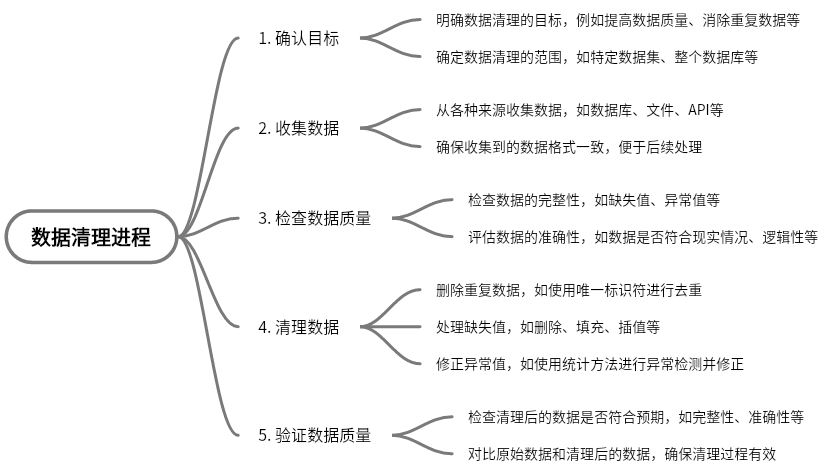 数据清理进程
1. 确认目标
明确数据清理的目标，例如提高数据质量、消除重复数据等
确定数据清理的范围，如特定数据集、整个数据库等
2. 收集数据
从各种来源收集数据，如数据库、文件、API等
确保收集到的数据格式一致，便于后续处理
3. 检查数据质量
检查数据的完整性，如缺失值、异常值等
评估数据的准确性，如数据是否符合现实情况、逻辑性等
4. 清理数据
删除重复数据，如使用唯一标识符进行去重
处理缺失值，如删除、填充、插值等
修正异常值，如使用统计方法进行异常检测并修正
5. 验证数据质量
检查清理后的数据是否符合预期，如完整性、准确性等
对比原始数据和清理后的数据，确保清理过程有效